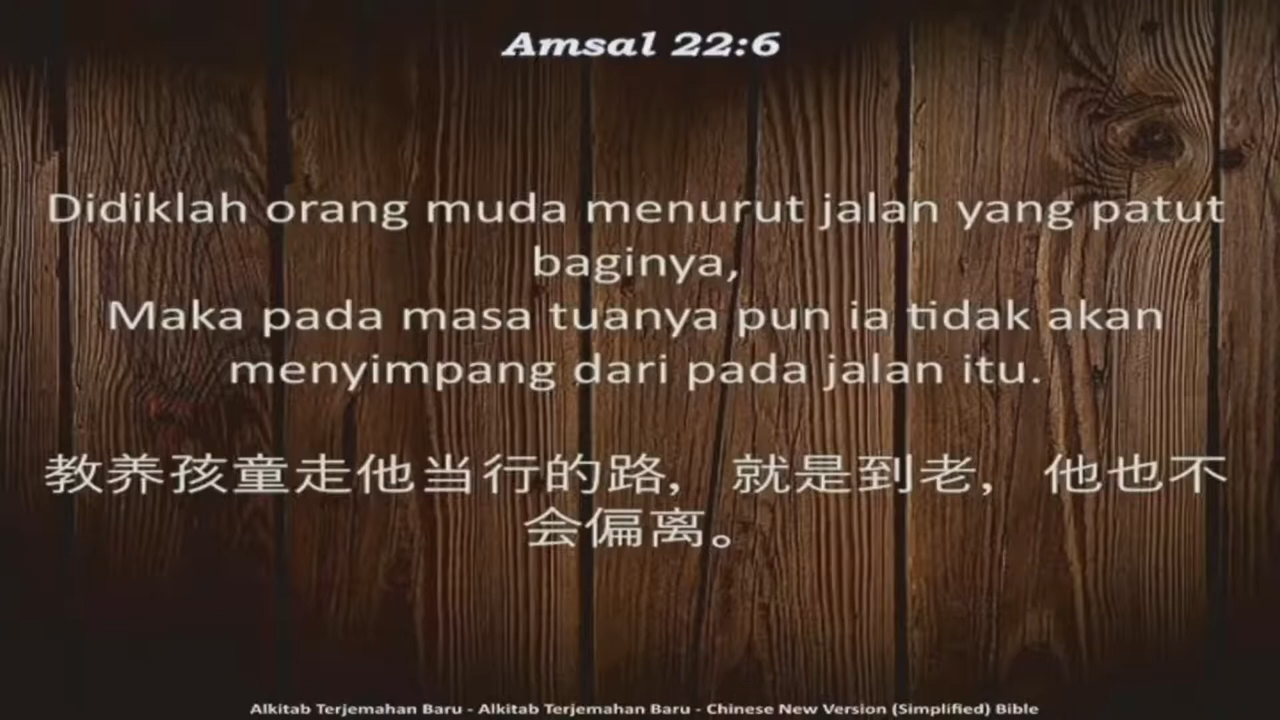 Amsal 22:6
Didiklah orang muda menurut jalan yang patut
baginya,
Maka pada masa tuanya pun ia tidak akan
menyimpang dari pada jalan itu.
教养孩童走他当行的路， 就是到老， 他也不
会偏离。
Alkitab Terjemahan Baru - Alkitab Terjemahan Baru - Chinese New Version (Simplified) Bible